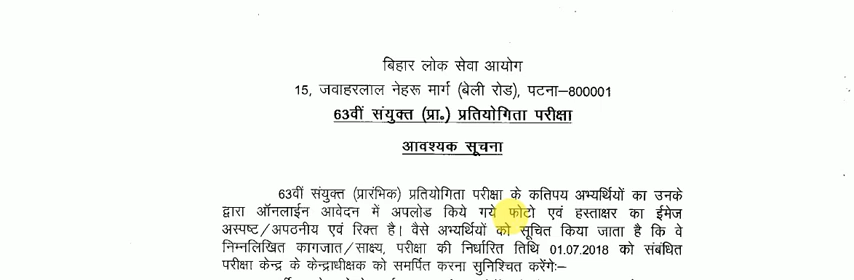 बिहार लोक सेवा आयोग
15, जवाहरलाल नेहरू मार्ग (बेली रोड), पटना–800001
63वीं संयुक्त (प्रा०) प्रतियोगिता परीक्षा
आवश्यक सूचना
63वीं संयुक्त (प्रारंभिक) प्रतियोगिता परीक्षा के कतिपय अभ्यर्थियों का उनके
द्वारा ऑनलाईन आवेदन में अपलोड किये गये फोटो एवं हस्ताक्षर का ईमेज
अस्पष्ट/अपठनीय एवं रिक्त है। वैसे अभ्यर्थियों को सूचित किया जाता है कि वे
निम्नलिखित कागजात/साक्ष्य, परीक्षा की निर्धारित तिथि 01.07.2018 को संबंधित
परीक्षा केन्द्र के केन्द्राधीक्षक को समर्पित करना सुनिश्चित करेंगेः–